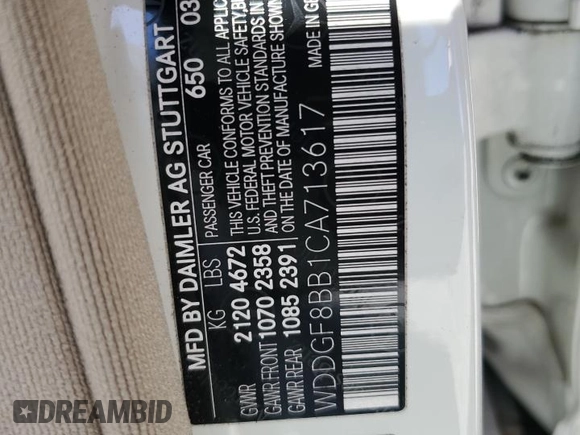 MFD BY DAIMLER AG STUTTGART
650 03
KG LBS PASSENGER CAR
GVWR 2120 4672 THIS VEHICLE CONFORMS TO ALL
GAWR FRONT 1070 2358 U.S. FEDERAL MOTOR VEHICLE SAFETY,
AND THEFT PREVENTION STANDARDS IN
GAWR REAR 1085 2391 ON THE DATE OF MANUFACTURE SHOWN
WDDGF8BB1CA713617 MADE IN
DREAMBID